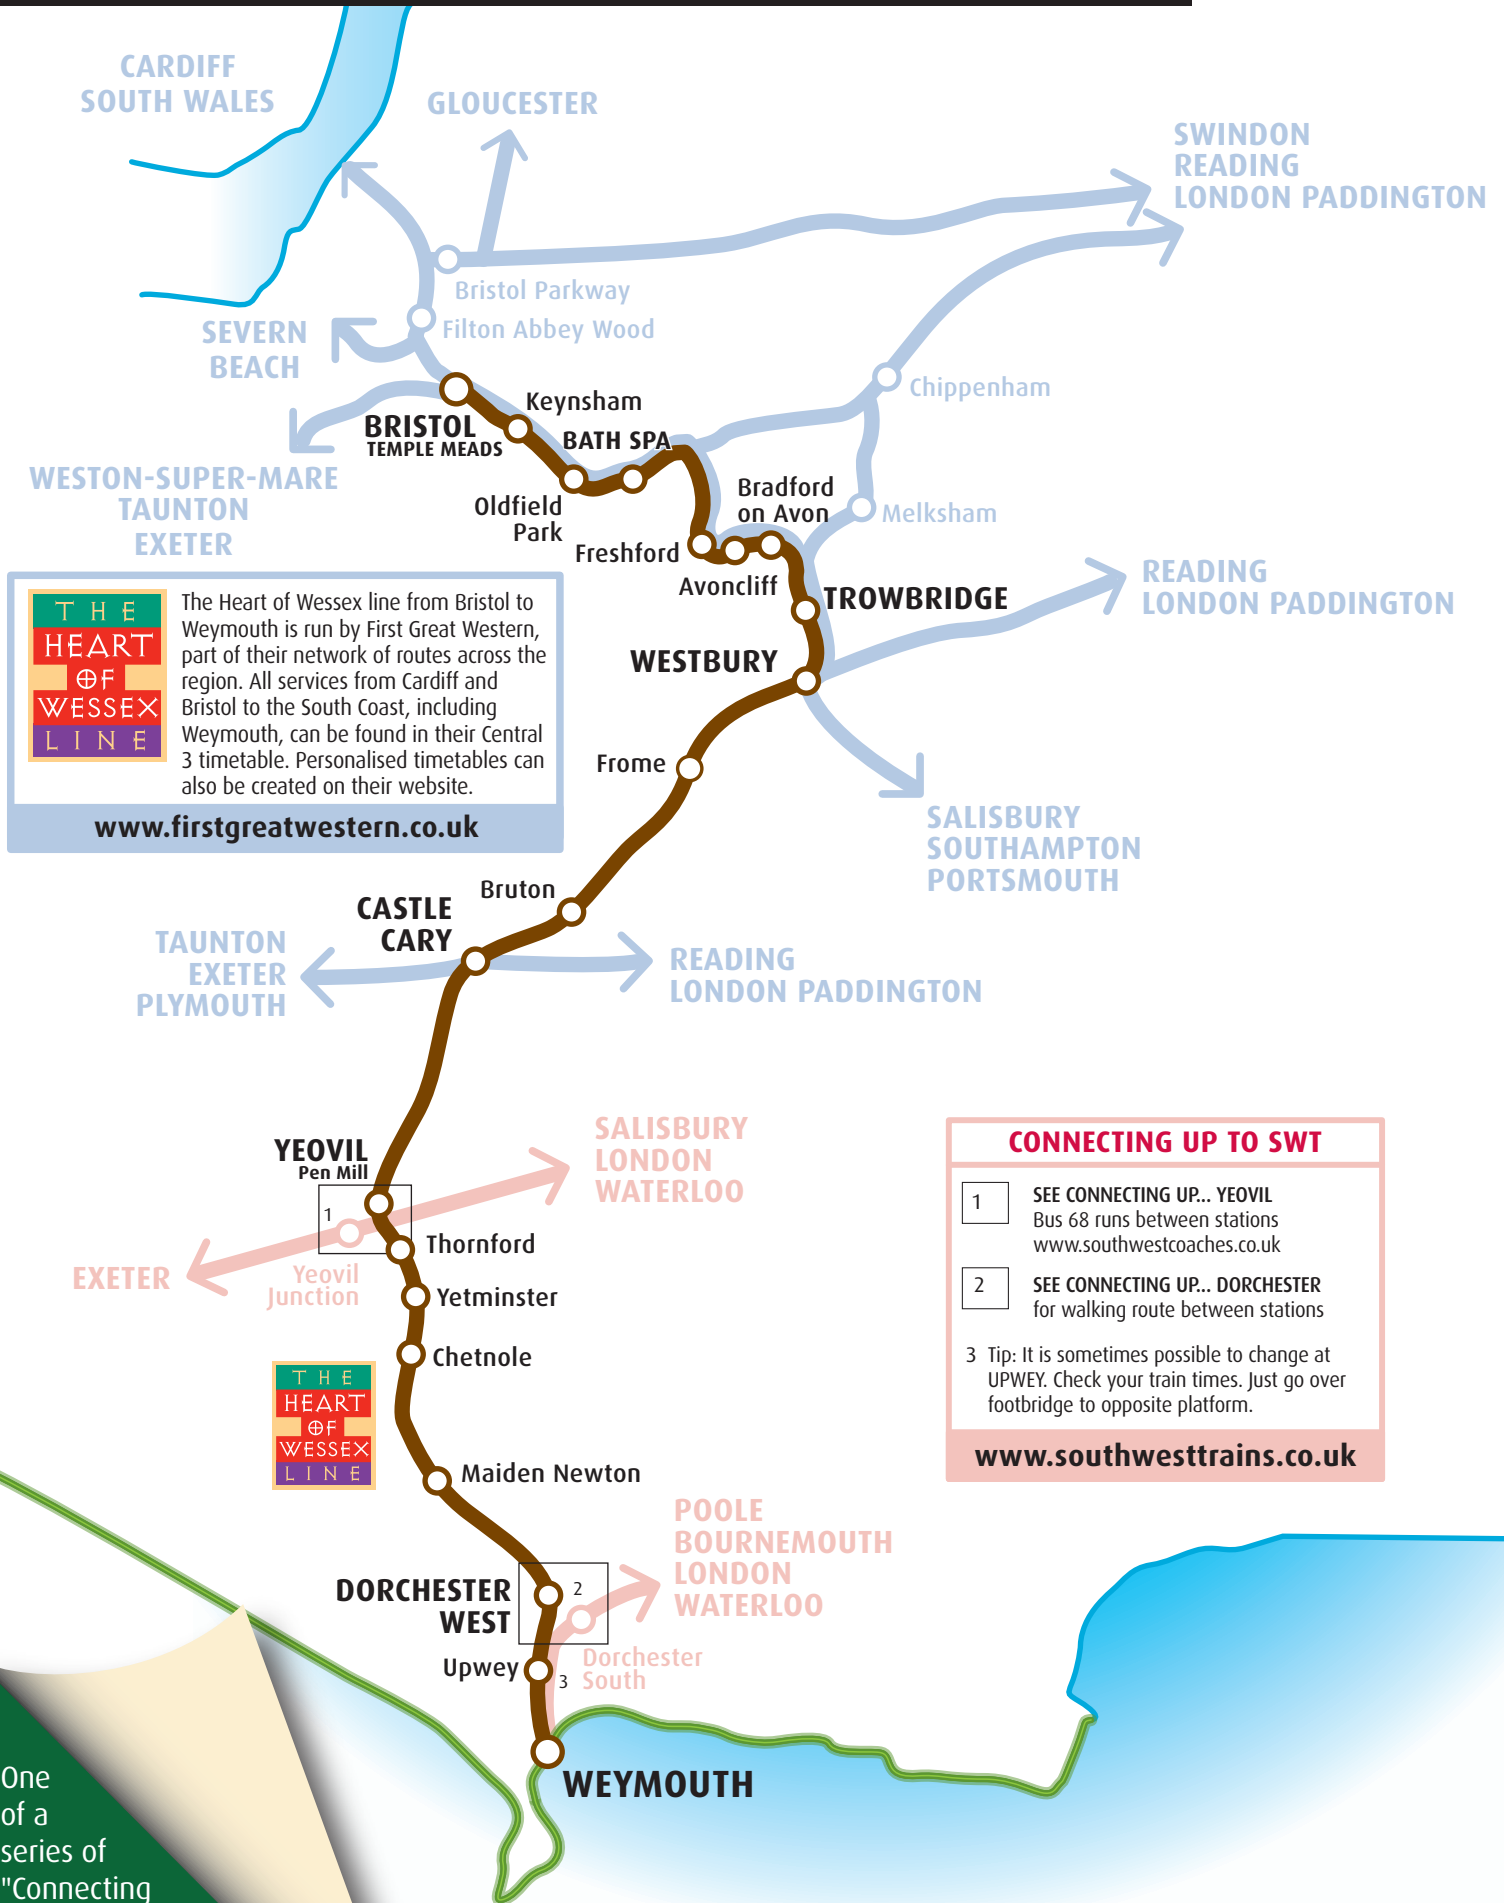 CARDIFF
SOUTH WALES
GLOUCESTER
SWINDON
READING
LONDON PADDINGTON
Bristol Parkway
Filton Abbey Wood
SEVERN
BEACH
Chippenham
Keynsham
BRISTOL
TEMPLE MEADS
BATH SPA
WESTON-SUPER-MARE
TAUNTON
EXETER
Oldfield
Park
Bradford
on Avon
Melksham
Freshford
Avoncliff
READING
LONDON PADDINGTON
TROWBRIDGE
WESTBURY
THE
HEART
OF
WESSEX
LINE
The Heart of Wessex line from Bristol to
Weymouth is run by First Great Western,
part of their network of routes across the
region. All services from Cardiff and
Bristol to the South Coast, including
Weymouth, can be found in their Central
3 timetable. Personalised timetables can
also be created on their website.
www.firstgreatwestern.co.uk
Frome
SALISBURY
SOUTHAMPTON
PORTSMOUTH
Bruton
CASTLE
CARY
TAUNTON
EXETER
PLYMOUTH
READING
LONDON PADDINGTON
SALISBURY
LONDON
WATERLOO
YEOVIL
Pen Mill
1
Thornford
EXETER
Yeovil
Junction
Yetminster
Chetnole
CONNECTING UP TO SWT
1
SEE CONNECTING UP... YEOVIL
Bus 68 runs between stations
www.southwestcoaches.co.uk
2
SEE CONNECTING UP... DORCHESTER
for walking route between stations
3 Tip: It is sometimes possible to change at
UPWEY. Check your train times. Just go over
footbridge to opposite platform.
www.southwesttrains.co.uk
THE
HEART
OF
WESSEX
LINE
Maiden Newton
POOLE
BOURNEMOUTH
LONDON
WATERLOO
DORCHESTER
WEST
2
Dorchester
South
Upwey
3
WEYMOUTH
One
of a
series of
"Connecting